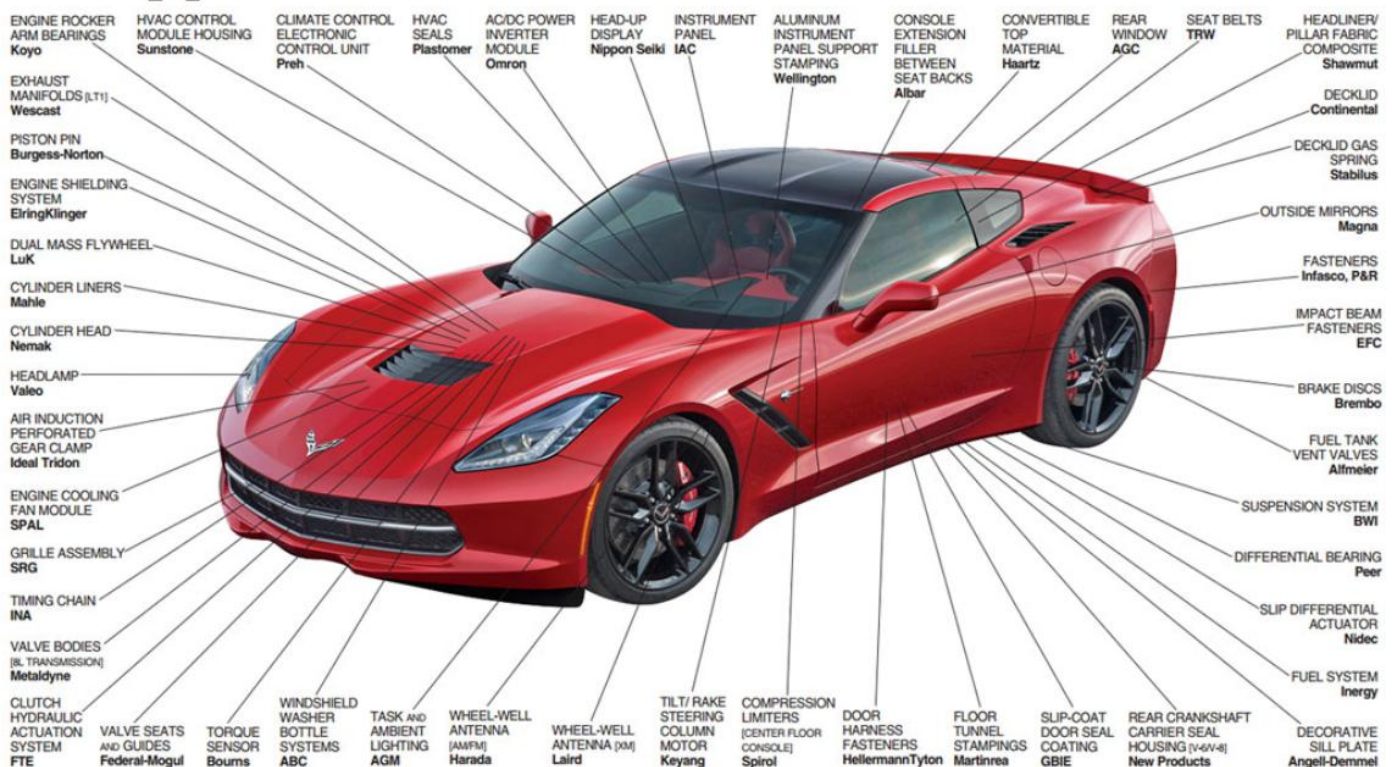 ENGINE ROCKER
ARM BEARINGS
Koyo
HVAC CONTROL
MODULE HOUSING
Sunstone
CLIMATE CONTROL
ELECTRONIC
CONTROL UNIT
Preh
HVAC
SEALS
Plastomer
AC/DC POWER
INVERTER
MODULE
Omron
HEAD-UP
DISPLAY
Nippon Seiki
INSTRUMENT
PANEL
IAC
ALUMINUM
INSTRUMENT
PANEL SUPPORT
STAMPING
Wellington
CONSOLE
EXTENSION
FILLER
BETWEEN
SEAT BACKS
Albar
CONVERTIBLE
TOP
MATERIAL
Haartz
REAR
WINDOW
AGC
SEAT BELTS
TRW
HEADLINER/
PILLAR FABRIC
COMPOSITE
Shawmut
EXHAUST
MANIFOLDS [LT1]
Wescast
PISTON PIN
Burgess-Norton
ENGINE SHIELDING
SYSTEM
ElringKlinger
DUAL MASS FLYWHEEL
LuK
CYLINDER LINERS
Mahle
CYLINDER HEAD
Nemak
HEADLAMP
Valeo
AIR INDUCTION
PERFORATED
GEAR CLAMP
Ideal Tridon
ENGINE COOLING
FAN MODULE
SPAL
GRILLE ASSEMBLY
SRG
TIMING CHAIN
INA
VALVE BODIES
[8L TRANSMISSION]
Metaldyne
DECKLID
Continental
DECKLID GAS
SPRING
Stabilus
OUTSIDE MIRRORS
Magna
FASTENERS
Infasco, P&R
IMPACT BEAM
FASTENERS
EFC
BRAKE DISCS
Brembo
FUEL TANK
VENT VALVES
Alfmeier
SUSPENSION SYSTEM
BWI
DIFFERENTIAL BEARING
Peer
SLIP DIFFERENTIAL
ACTUATOR
Nidec
FUEL SYSTEM
Inergy
CLUTCH
HYDRAULIC
ACTUATION
SYSTEM
FTE
VALVE SEATS
AND GUIDES
Federal-Mogul
TORQUE
SENSOR
Bourns
WINDSHIELD
WASHER
BOTTLE
SYSTEMS
ABC
TASK AND
AMBIENT
LIGHTING
AGM
WHEEL-WELL
ANTENNA
[AM/FM]
Harada
WHEEL-WELL
ANTENNA [XM]
Laird
TILT/ RAKE
STEERING
COLUMN
MOTOR
Keyang
COMPRESSION
LIMITERS
[CENTER FLOOR
CONSOLE]
Spirol
DOOR
HARNESS
FASTENERS
HellermannTyton
FLOOR
TUNNEL
STAMPINGS
Martinrea
SLIP-COAT
DOOR SEAL
COATING
GBIE
REAR CRANKSHAFT
CARRIER SEAL
HOUSING [V-6/V-8]
New Products
DECORATIVE
SILL PLATE
Angell-Demmel